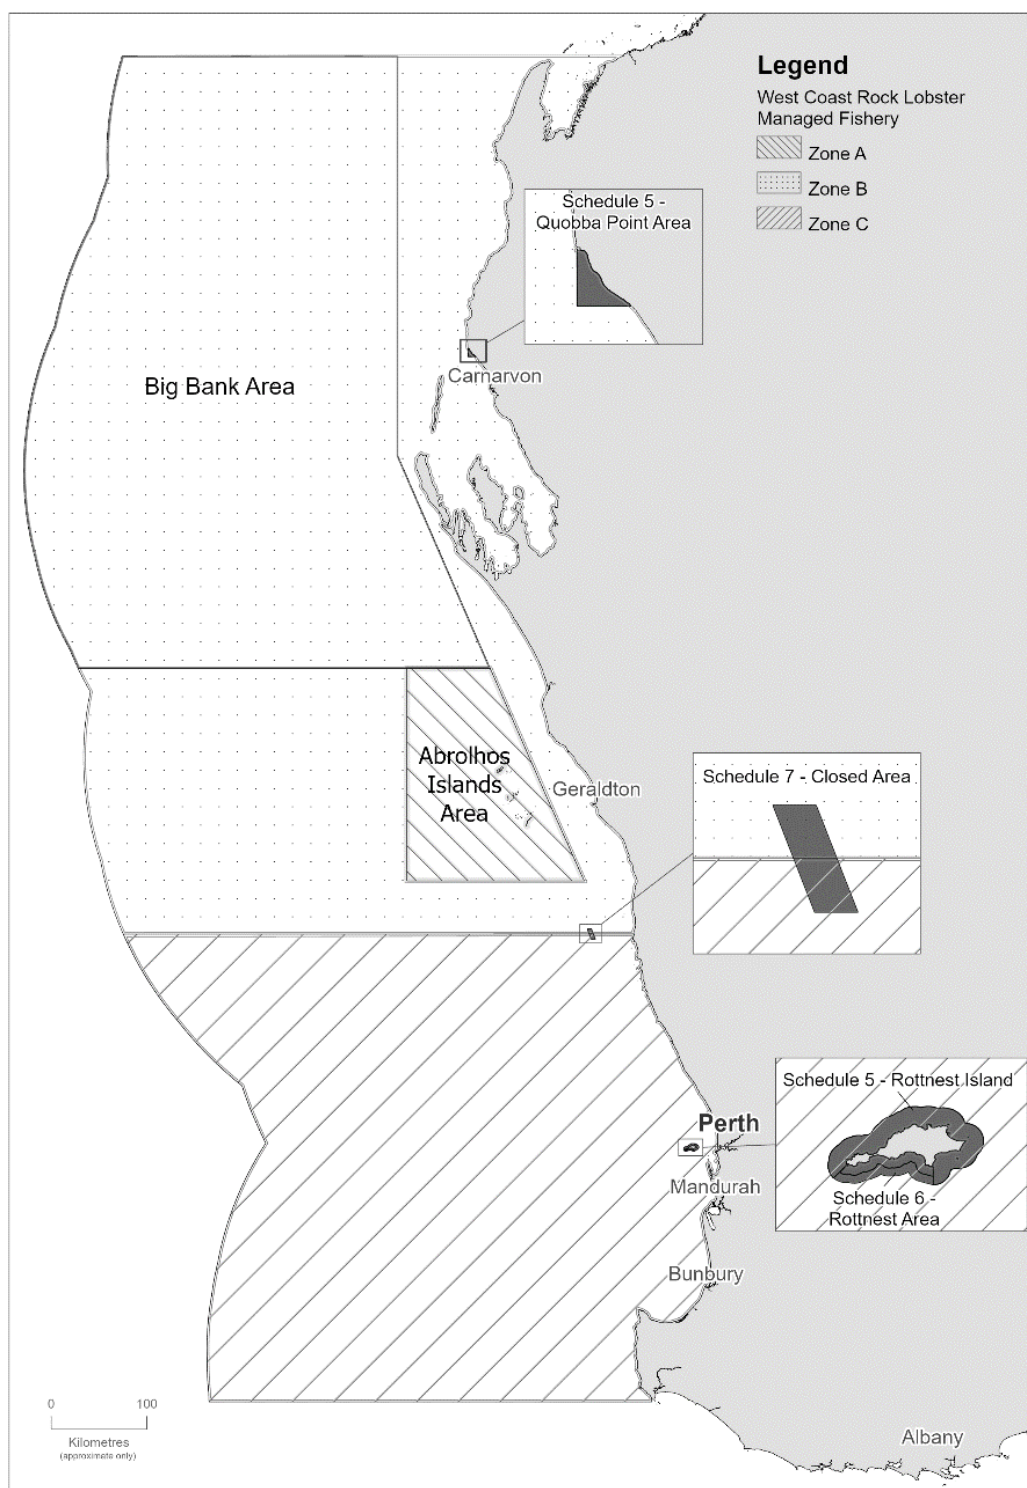 Legend
West Coast Rock Lobster
Managed Fishery
Zone A
Zone B
Zone C
Schedule 5 -
Quobba Point Area
Carnarvon
Big Bank Area
Abrolhos
Islands
Area
Geraldton
Schedule 7 - Closed Area
Schedule 5 - Rottnest Island
Schedule 6 -
Rottnest Area
Perth
Mandurah
Bunbury
0 100
Kilometres
(approximate only)
Albany